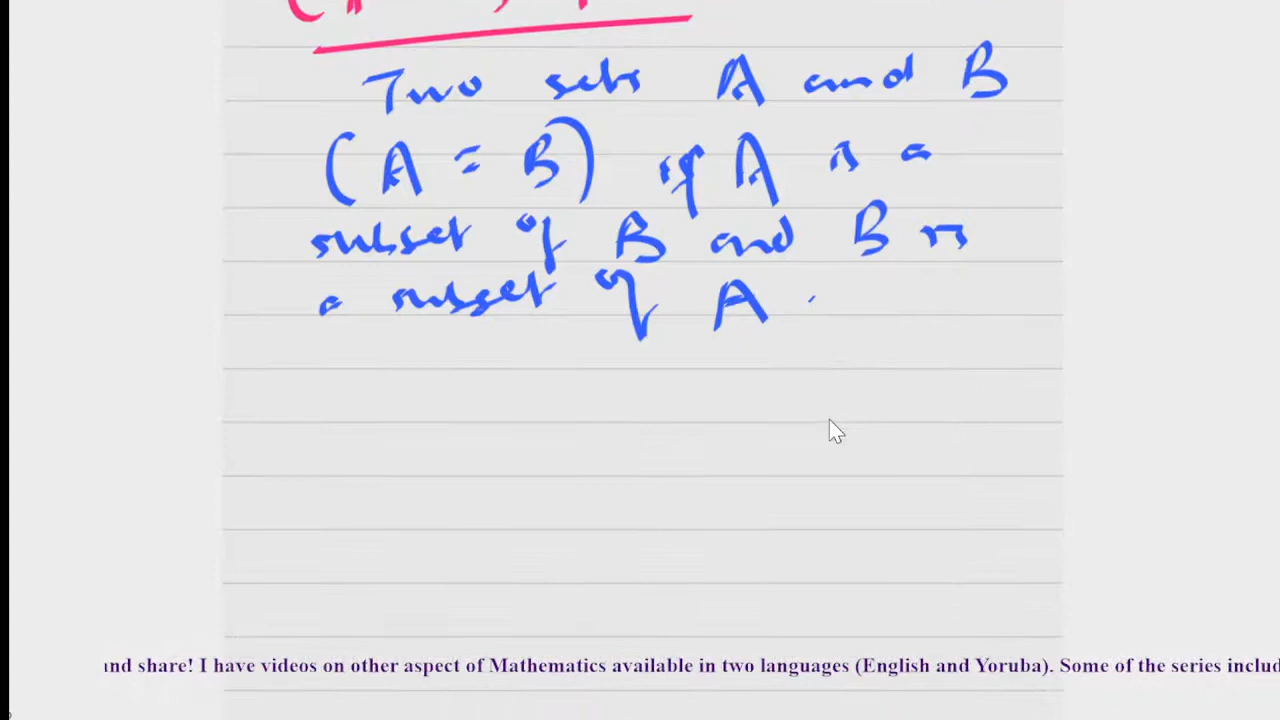 Two sets A and B
(A = B) if A is a
subset of B and B is
a subset of A.
and share! I have videos on other aspect of Mathematics available in two languages (English and Yoruba). Some of the series includ